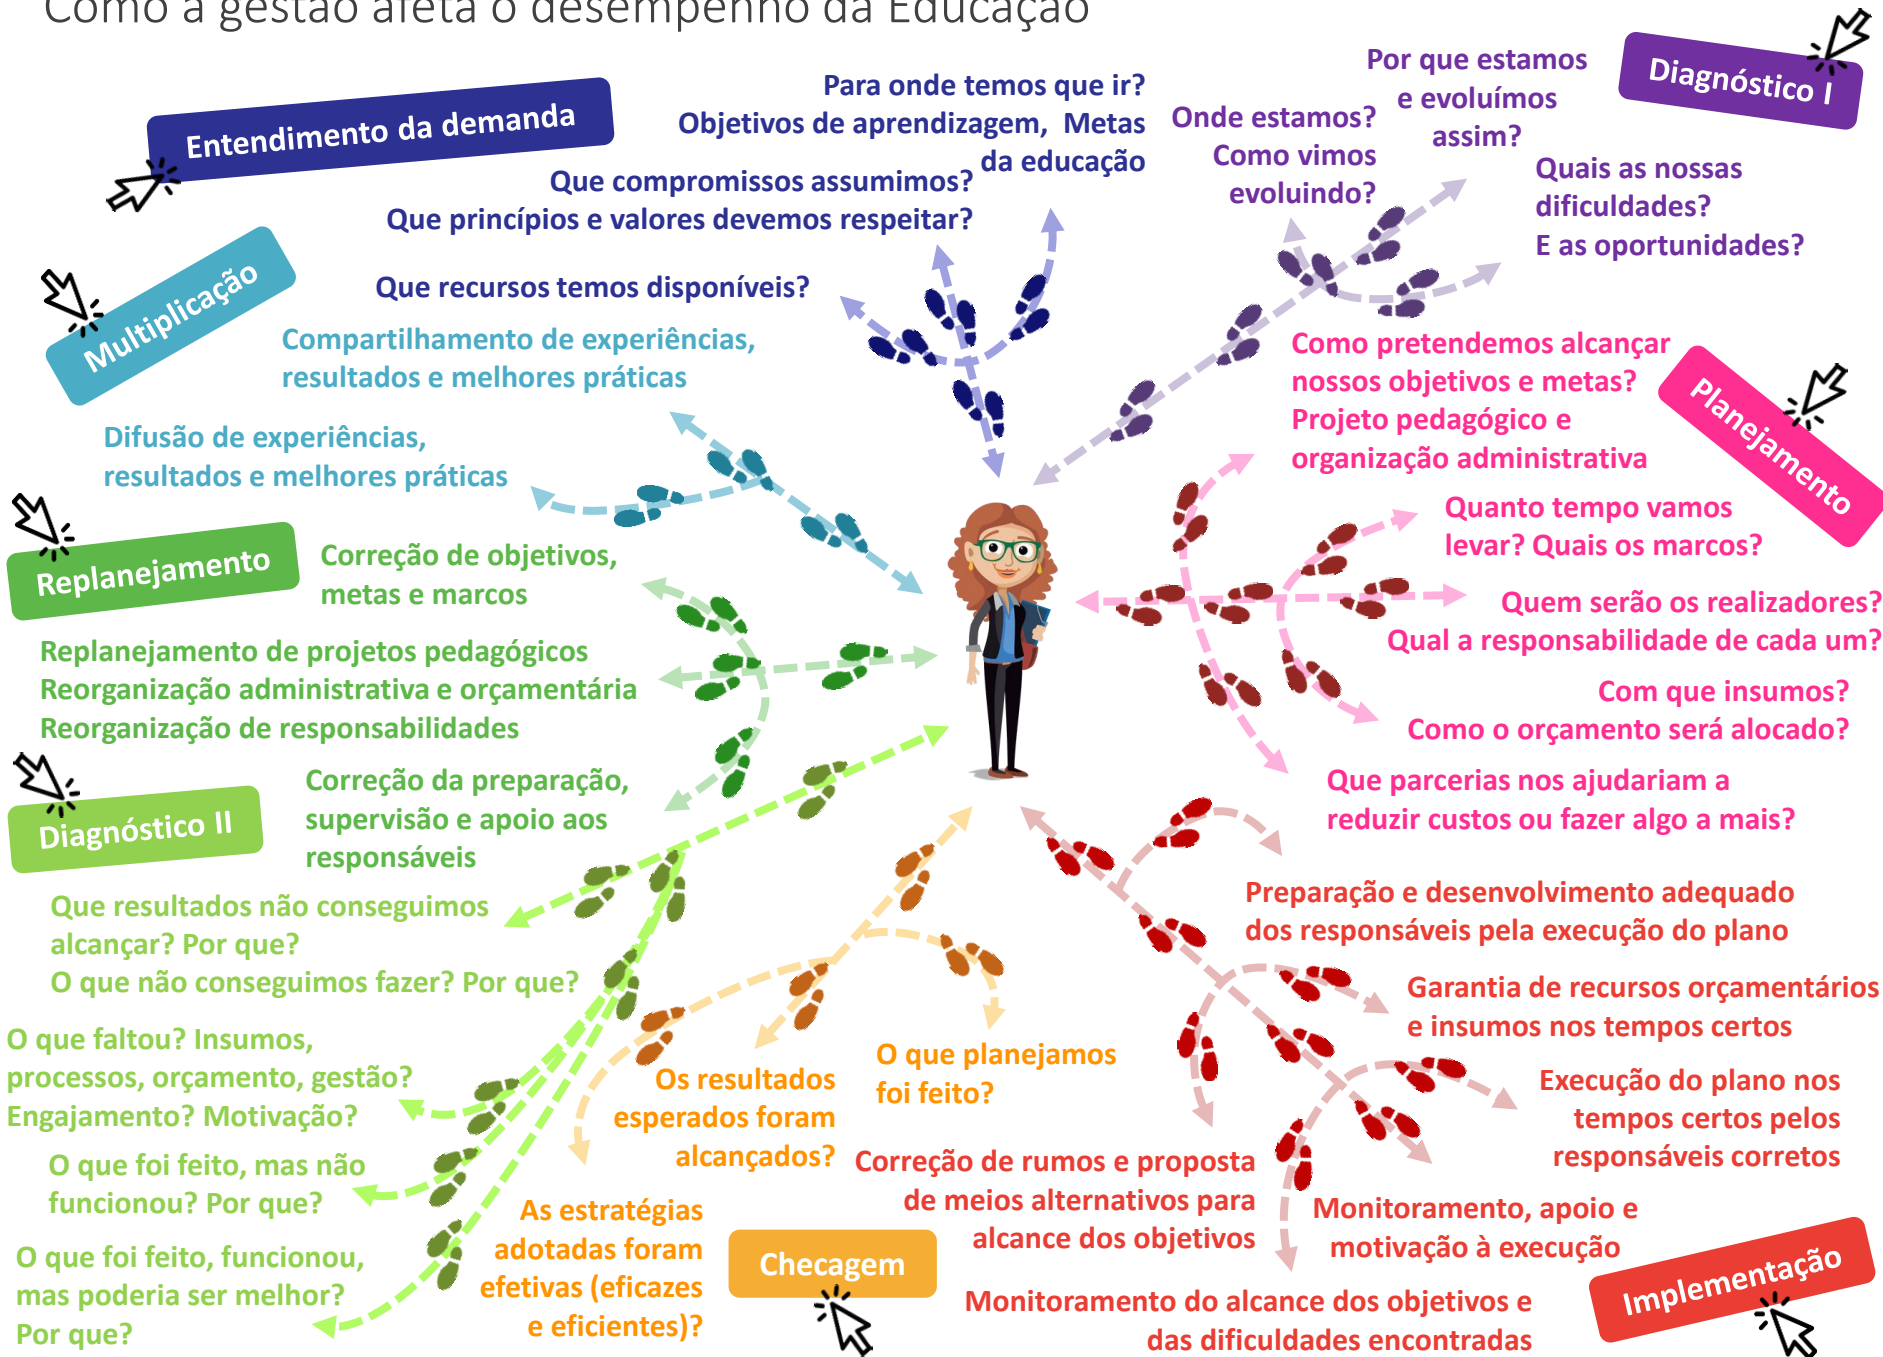 Como a gestão afeta o desempenho da Educação
Entendimento da demanda
Para onde temos que ir?
Objetivos de aprendizagem, Metas
da educação
Que compromissos assumimos?
Que princípios e valores devemos respeitar?
Que recursos temos disponíveis?
Diagnóstico I
Onde estamos?
Como vimos
evoluindo?
Por que estamos
e evoluímos
assim?
Quais as nossas
dificuldades?
E as oportunidades?
Planejamento
Como pretendemos alcançar
nossos objetivos e metas?
Projeto pedagógico e
organização administrativa
Quanto tempo vamos
levar? Quais os marcos?
Quem serão os realizadores?
Qual a responsabilidade de cada um?
Com que insumos?
Como o orçamento será alocado?
Que parcerias nos ajudariam a
reduzir custos ou fazer algo a mais?
Implementação
Preparação e desenvolvimento adequado
dos responsáveis pela execução do plano
Garantia de recursos orçamentários
e insumos nos tempos certos
Execução do plano nos
tempos certos pelos
responsáveis corretos
Monitoramento, apoio e
motivação à execução
Monitoramento do alcance dos objetivos e
das dificuldades encontradas
Correção de rumos e proposta
de meios alternativos para
alcance dos objetivos
Checagem
O que planejamos
foi feito?
Os resultados
esperados foram
alcançados?
As estratégias
adotadas foram
efetivas (eficazes
e eficientes)?
Diagnóstico II
Que resultados não conseguimos
alcançar? Por que?
O que não conseguimos fazer? Por que?
O que faltou? Insumos,
processos, orçamento, gestão?
Engajamento? Motivação?
O que foi feito, mas não
funcionou? Por que?
O que foi feito, funcionou,
mas poderia ser melhor?
Por que?
Replanejamento
Correção de objetivos,
metas e marcos
Replanejamento de projetos pedagógicos
Reorganização administrativa e orçamentária
Reorganização de responsabilidades
Correção da preparação,
supervisão e apoio aos
responsáveis
Multiplicação
Compartilhamento de experiências,
resultados e melhores práticas
Difusão de experiências,
resultados e melhores práticas